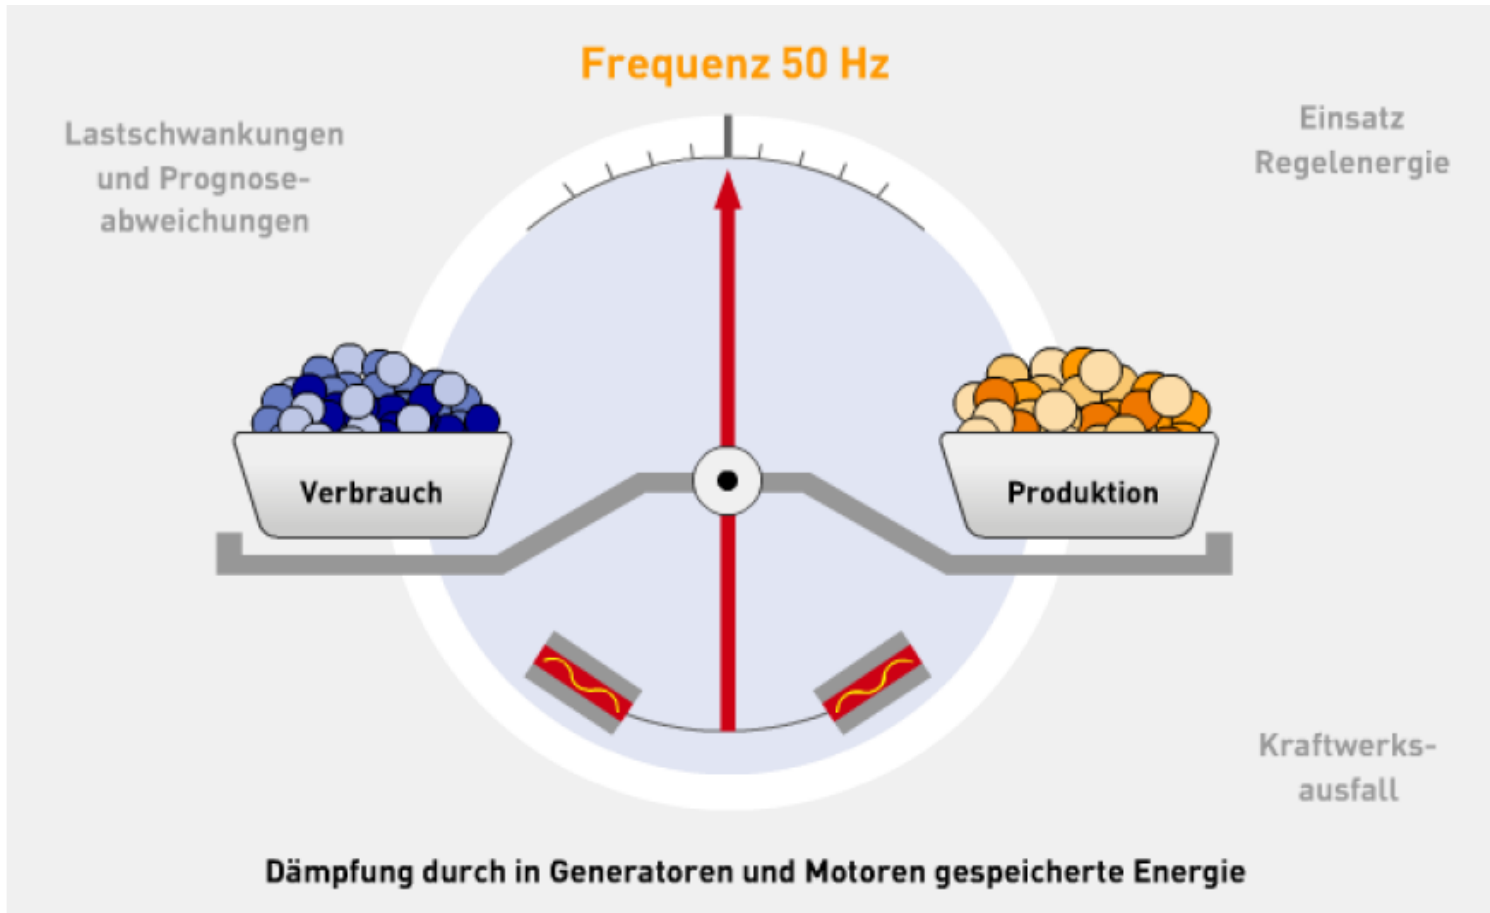 Frequenz 50 Hz
Lastschwankungen
und Prognose-
abweichungen
Einsatz
Regelenergie
Verbrauch
Produktion
Kraftwerks-
ausfall
Dämpfung durch in Generatoren und Motoren gespeicherte Energie